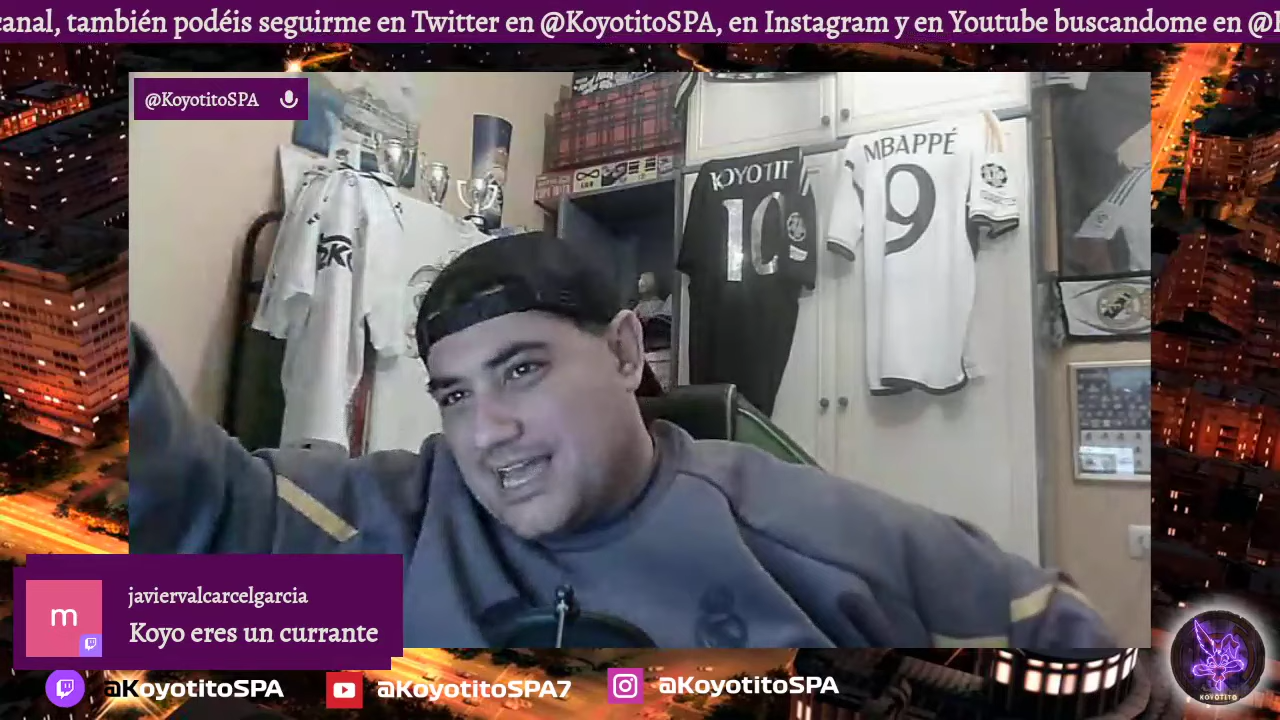 canal, también podéis seguirme en Twitter en @KoyotitoSPA, en Instagram y en Youtube buscandome en @
@KoyotitoSPA
MBAPPÉ
9
10
javiervalcarcelgarcia
Koyo eres un currante
m
@KoyotitoSPA
@KoyotitoSPA7
@KoyotitoSPA
KOYOTITO